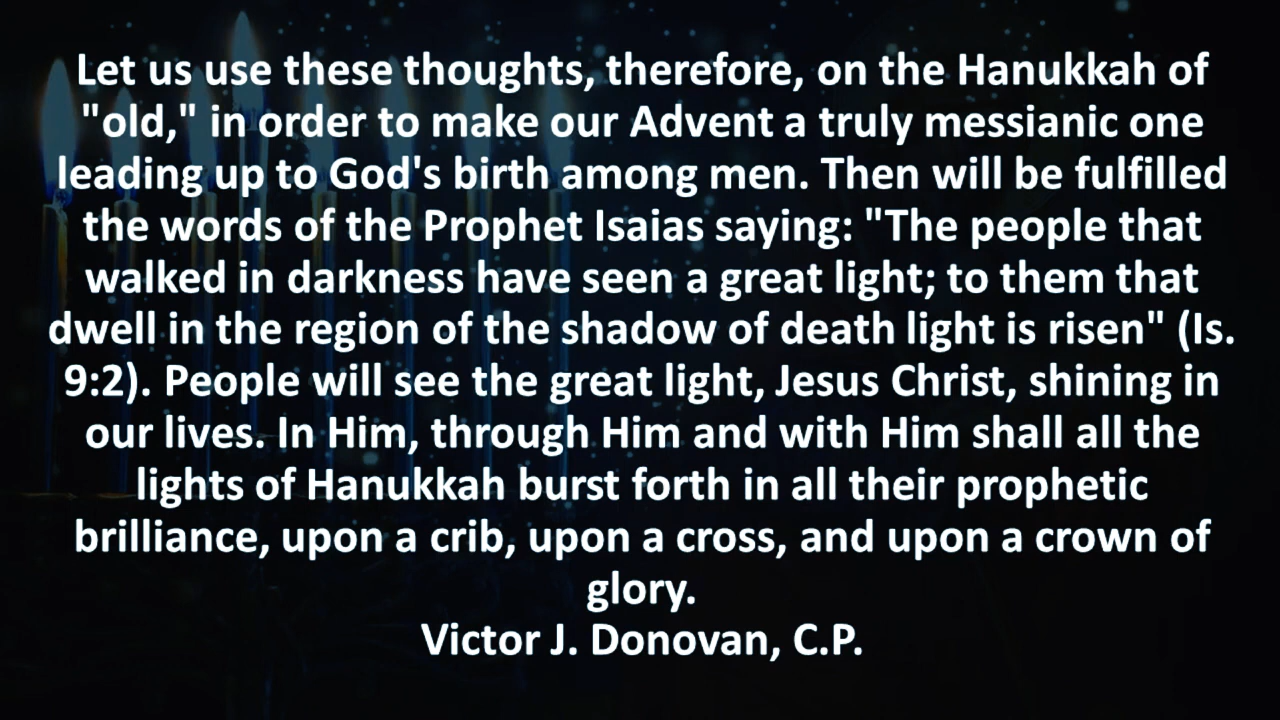 Let us use these thoughts, therefore, on the Hanukkah of
"old," in order to make our Advent a truly messianic one
leading up to God's birth among men. Then will be fulfilled
the words of the Prophet Isaias saying: "The people that
walked in darkness have seen a great light; to them that
dwell in the region of the shadow of death light is risen" (Is.
9:2). People will see the great light, Jesus Christ, shining in
our lives. In Him, through Him and with Him shall all the
lights of Hanukkah burst forth in all their prophetic
brilliance, upon a crib, upon a cross, and upon a crown of
glory.
Victor J. Donovan, C.P.